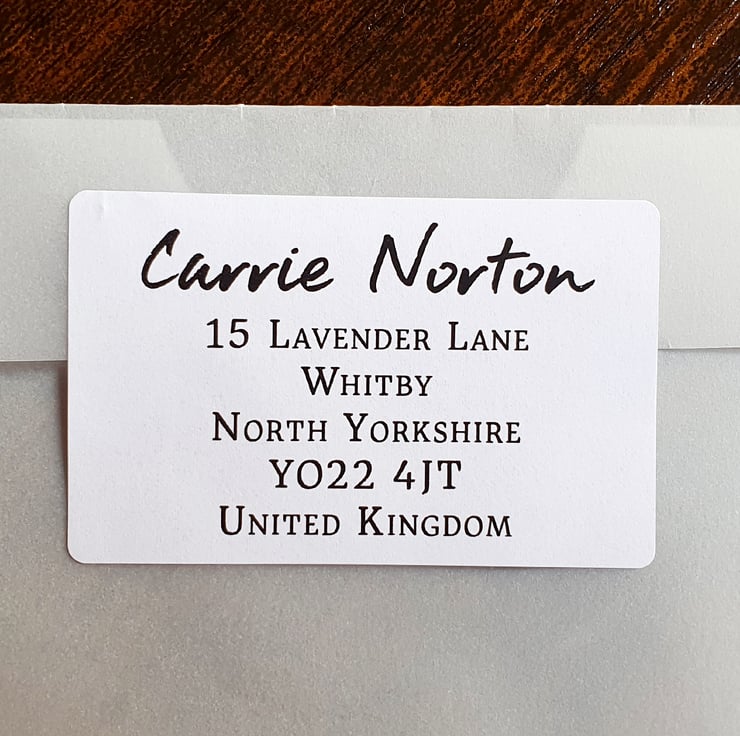 Carrie Norton
15 Lavender Lane
Whitby
North Yorkshire
YO22 4JT
United Kingdom